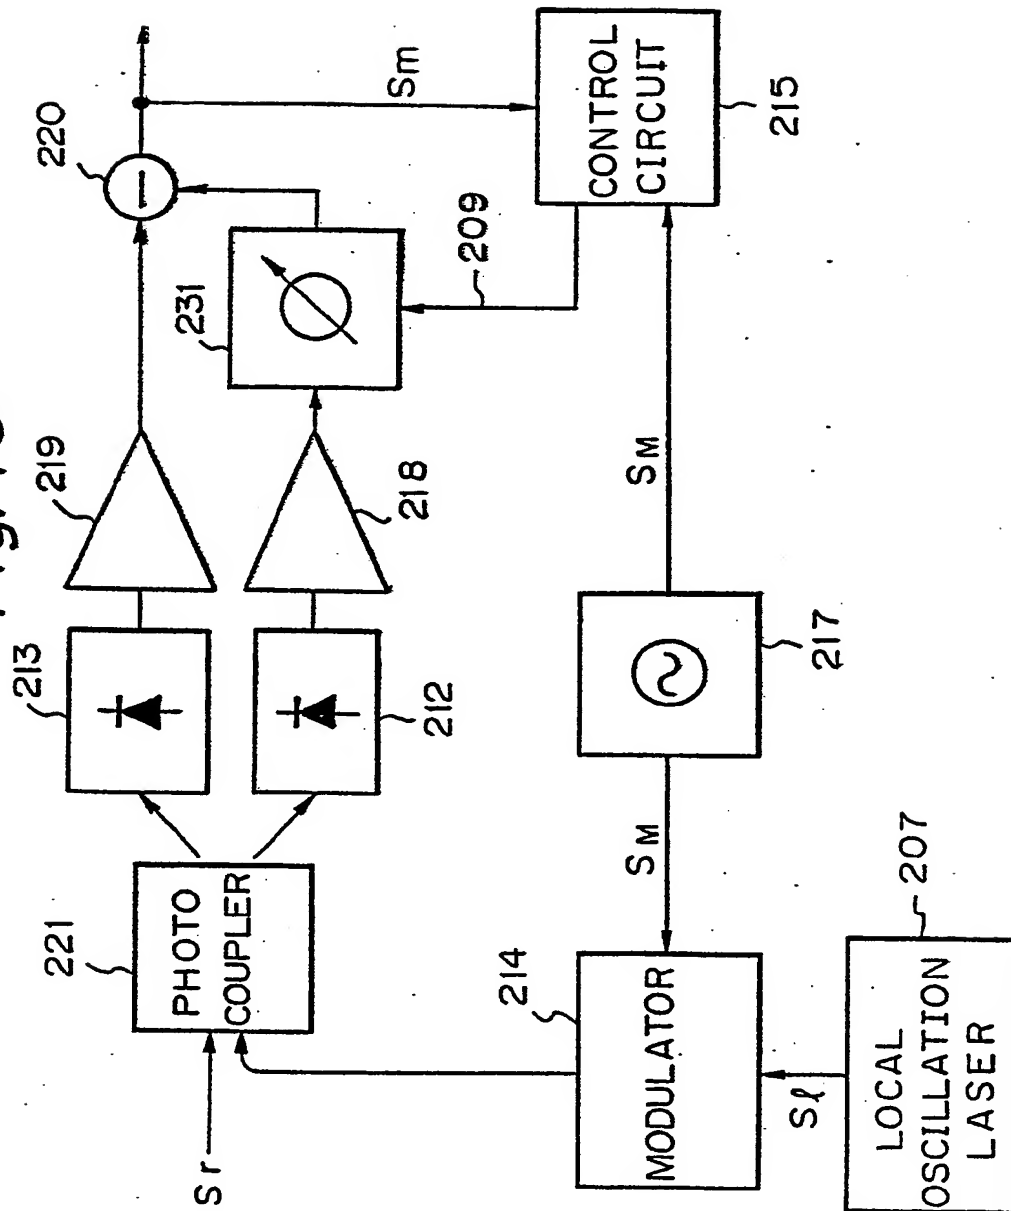 220
Sm
CONTROL
CIRCUIT
215
231
209
219
218
SM
213
212
217
SM
221
PHOTO
COUPLER
214
MODULATOR
207
Sℓ
LOCAL
OSCILLATION
LASER
Sr